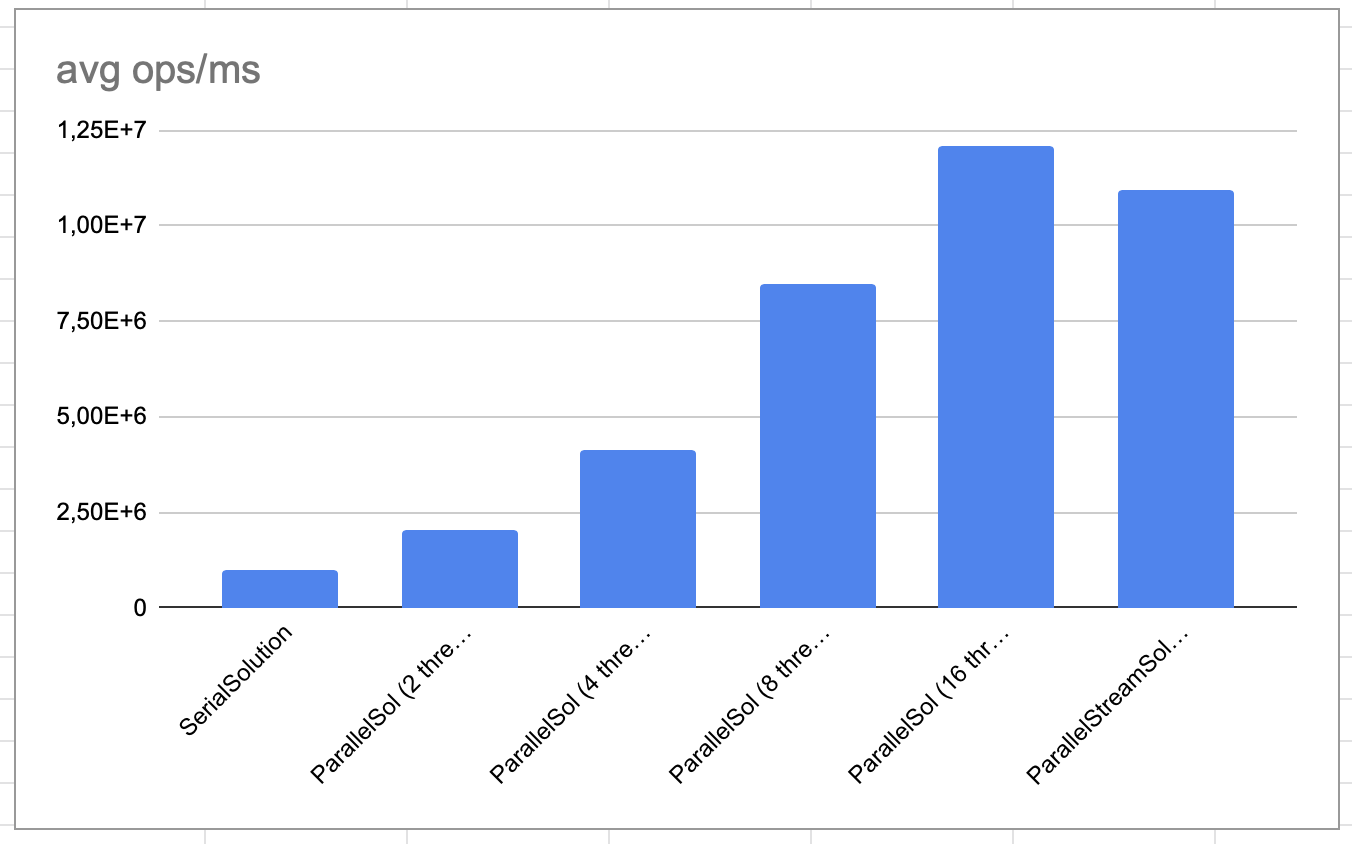 avg ops/ms
1,25E+7
1,00E+7
7,50E+6
5,00E+6
2,50E+6
0
SerialSolution
ParallelSol (2 thre…
ParallelSol (4 thre…
ParallelSol (8 thre…
ParallelSol (16 thr…
ParallelStreamSol…